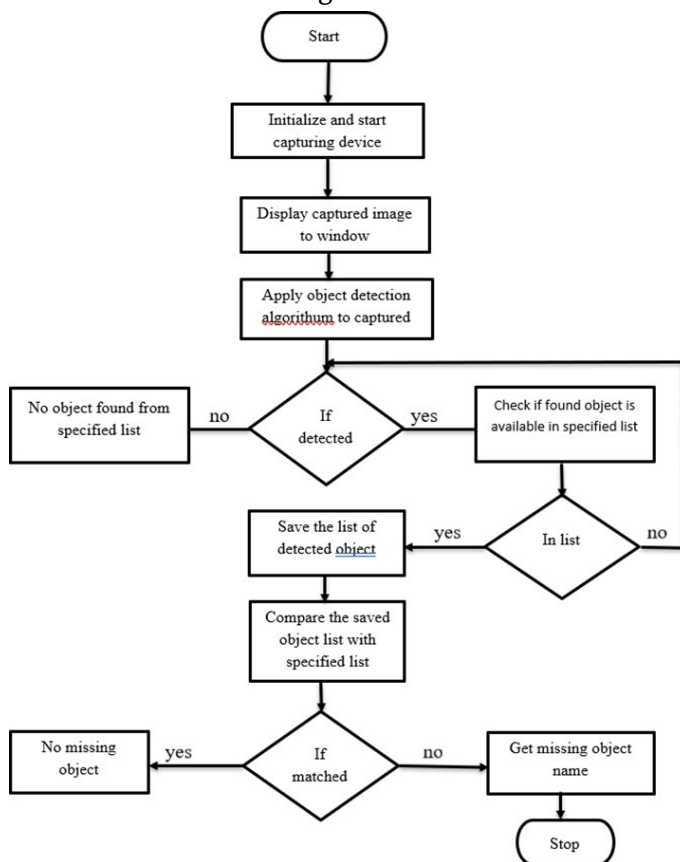 Start
Initialize and start
capturing device
Display captured image
to window
Apply object detection
algorithum to captured
If
detected
no
yes
No object found from
specified list
Check if found object is
available in specified list
In list
yes
no
Save the list of
detected object
Compare the saved
object list with
specified list
If
matched
yes
no
No missing
object
Get missing object
name
Stop